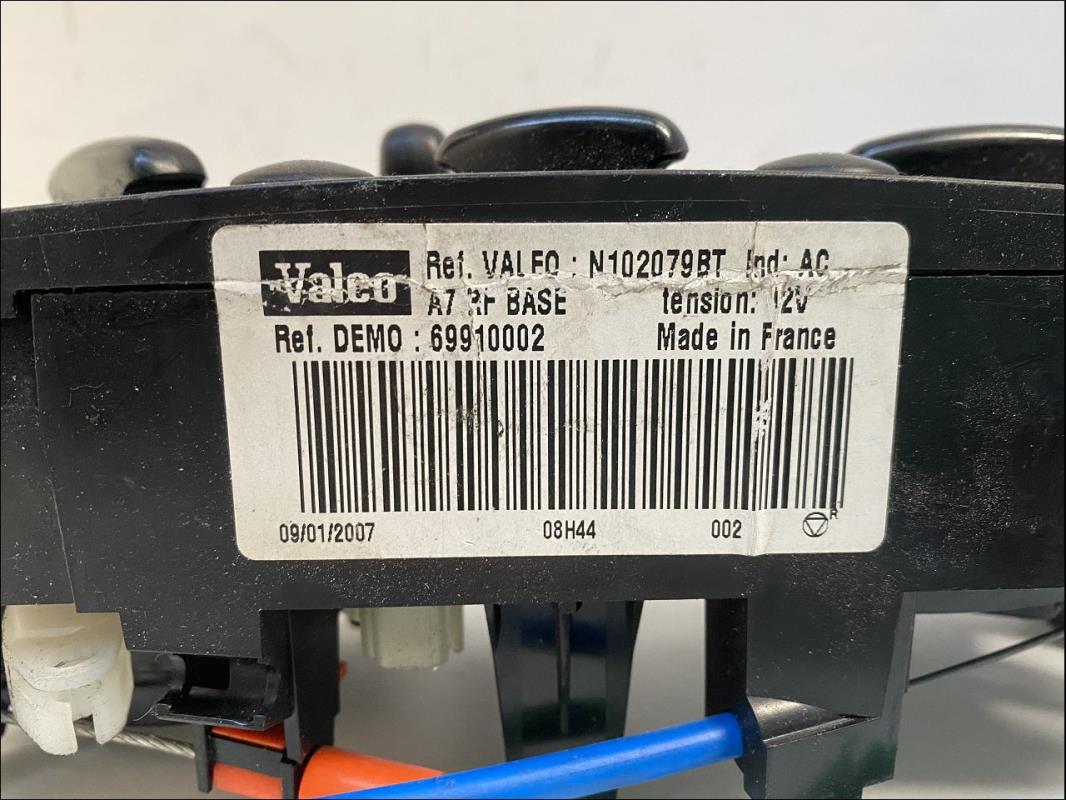 Valeo Ref. VALEO : N102079BT Ind: AC
A7 RF BASE tension: 12V
Ref. DEMO : 69910002 Made in France
09/01/2007 08H44 002 R